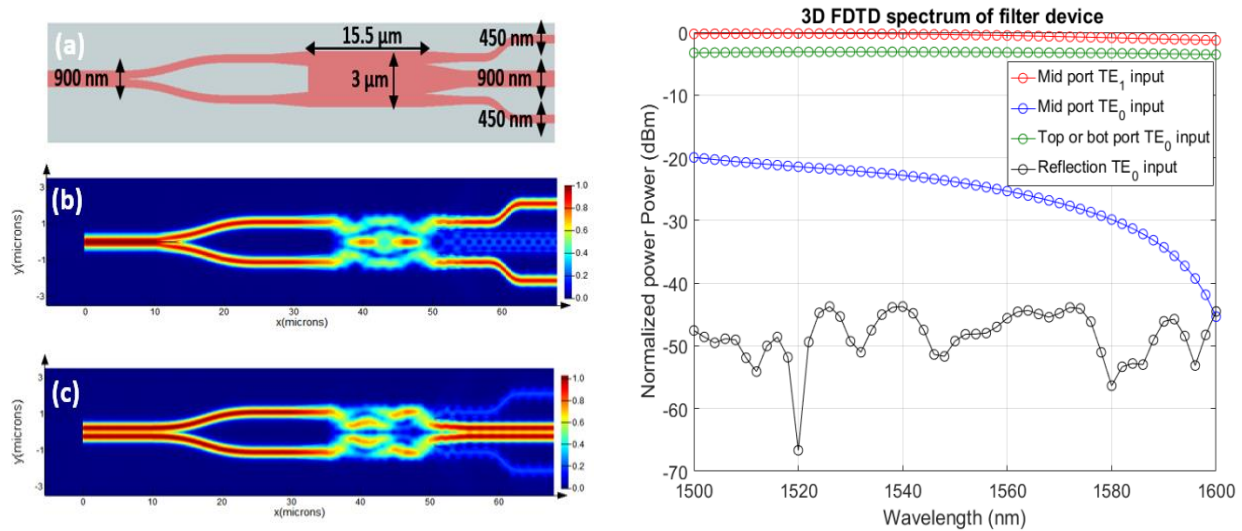 (a)
15.5 µm
900 nm
3 µm
450 nm
900 nm
450 nm
(b)
y(microns)
3
1
-1
-3
0
10
20
30
40
50
60
x(microns)
1.0
0.8
0.6
0.4
0.2
0.0
(c)
y(microns)
3
1
-1
-3
0
10
20
30
40
50
60
x(microns)
1.0
0.8
0.6
0.4
0.2
0.0
3D FDTD spectrum of filter device
Normalized power Power (dBm)
0
-10
-20
-30
-40
-50
-60
-70
1500
1520
1540
1560
1580
1600
Wavelength (nm)
Mid port TE1 input
Mid port TE0 input
Top or bot port TE0 input
Reflection TE0 input